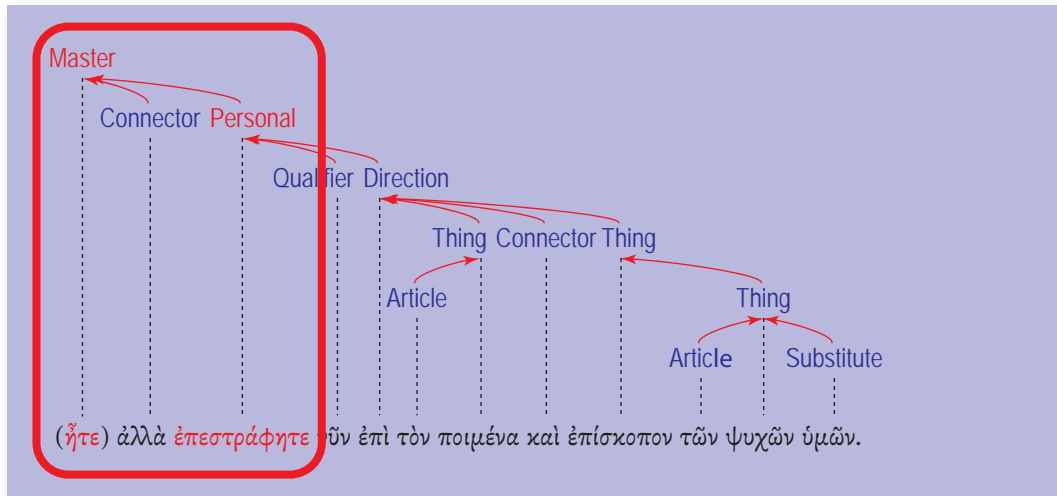 Master
Connector Personal
Qualifier Direction
Thing Connector Thing
Article Thing
Article Substitute
(ἦτε) ἀλλὰ ἐπεστράφητε νῦν ἐπὶ τὸν ποιμένα καὶ ἐπίσκοπον τῶν ψυχῶν ὑμῶν.